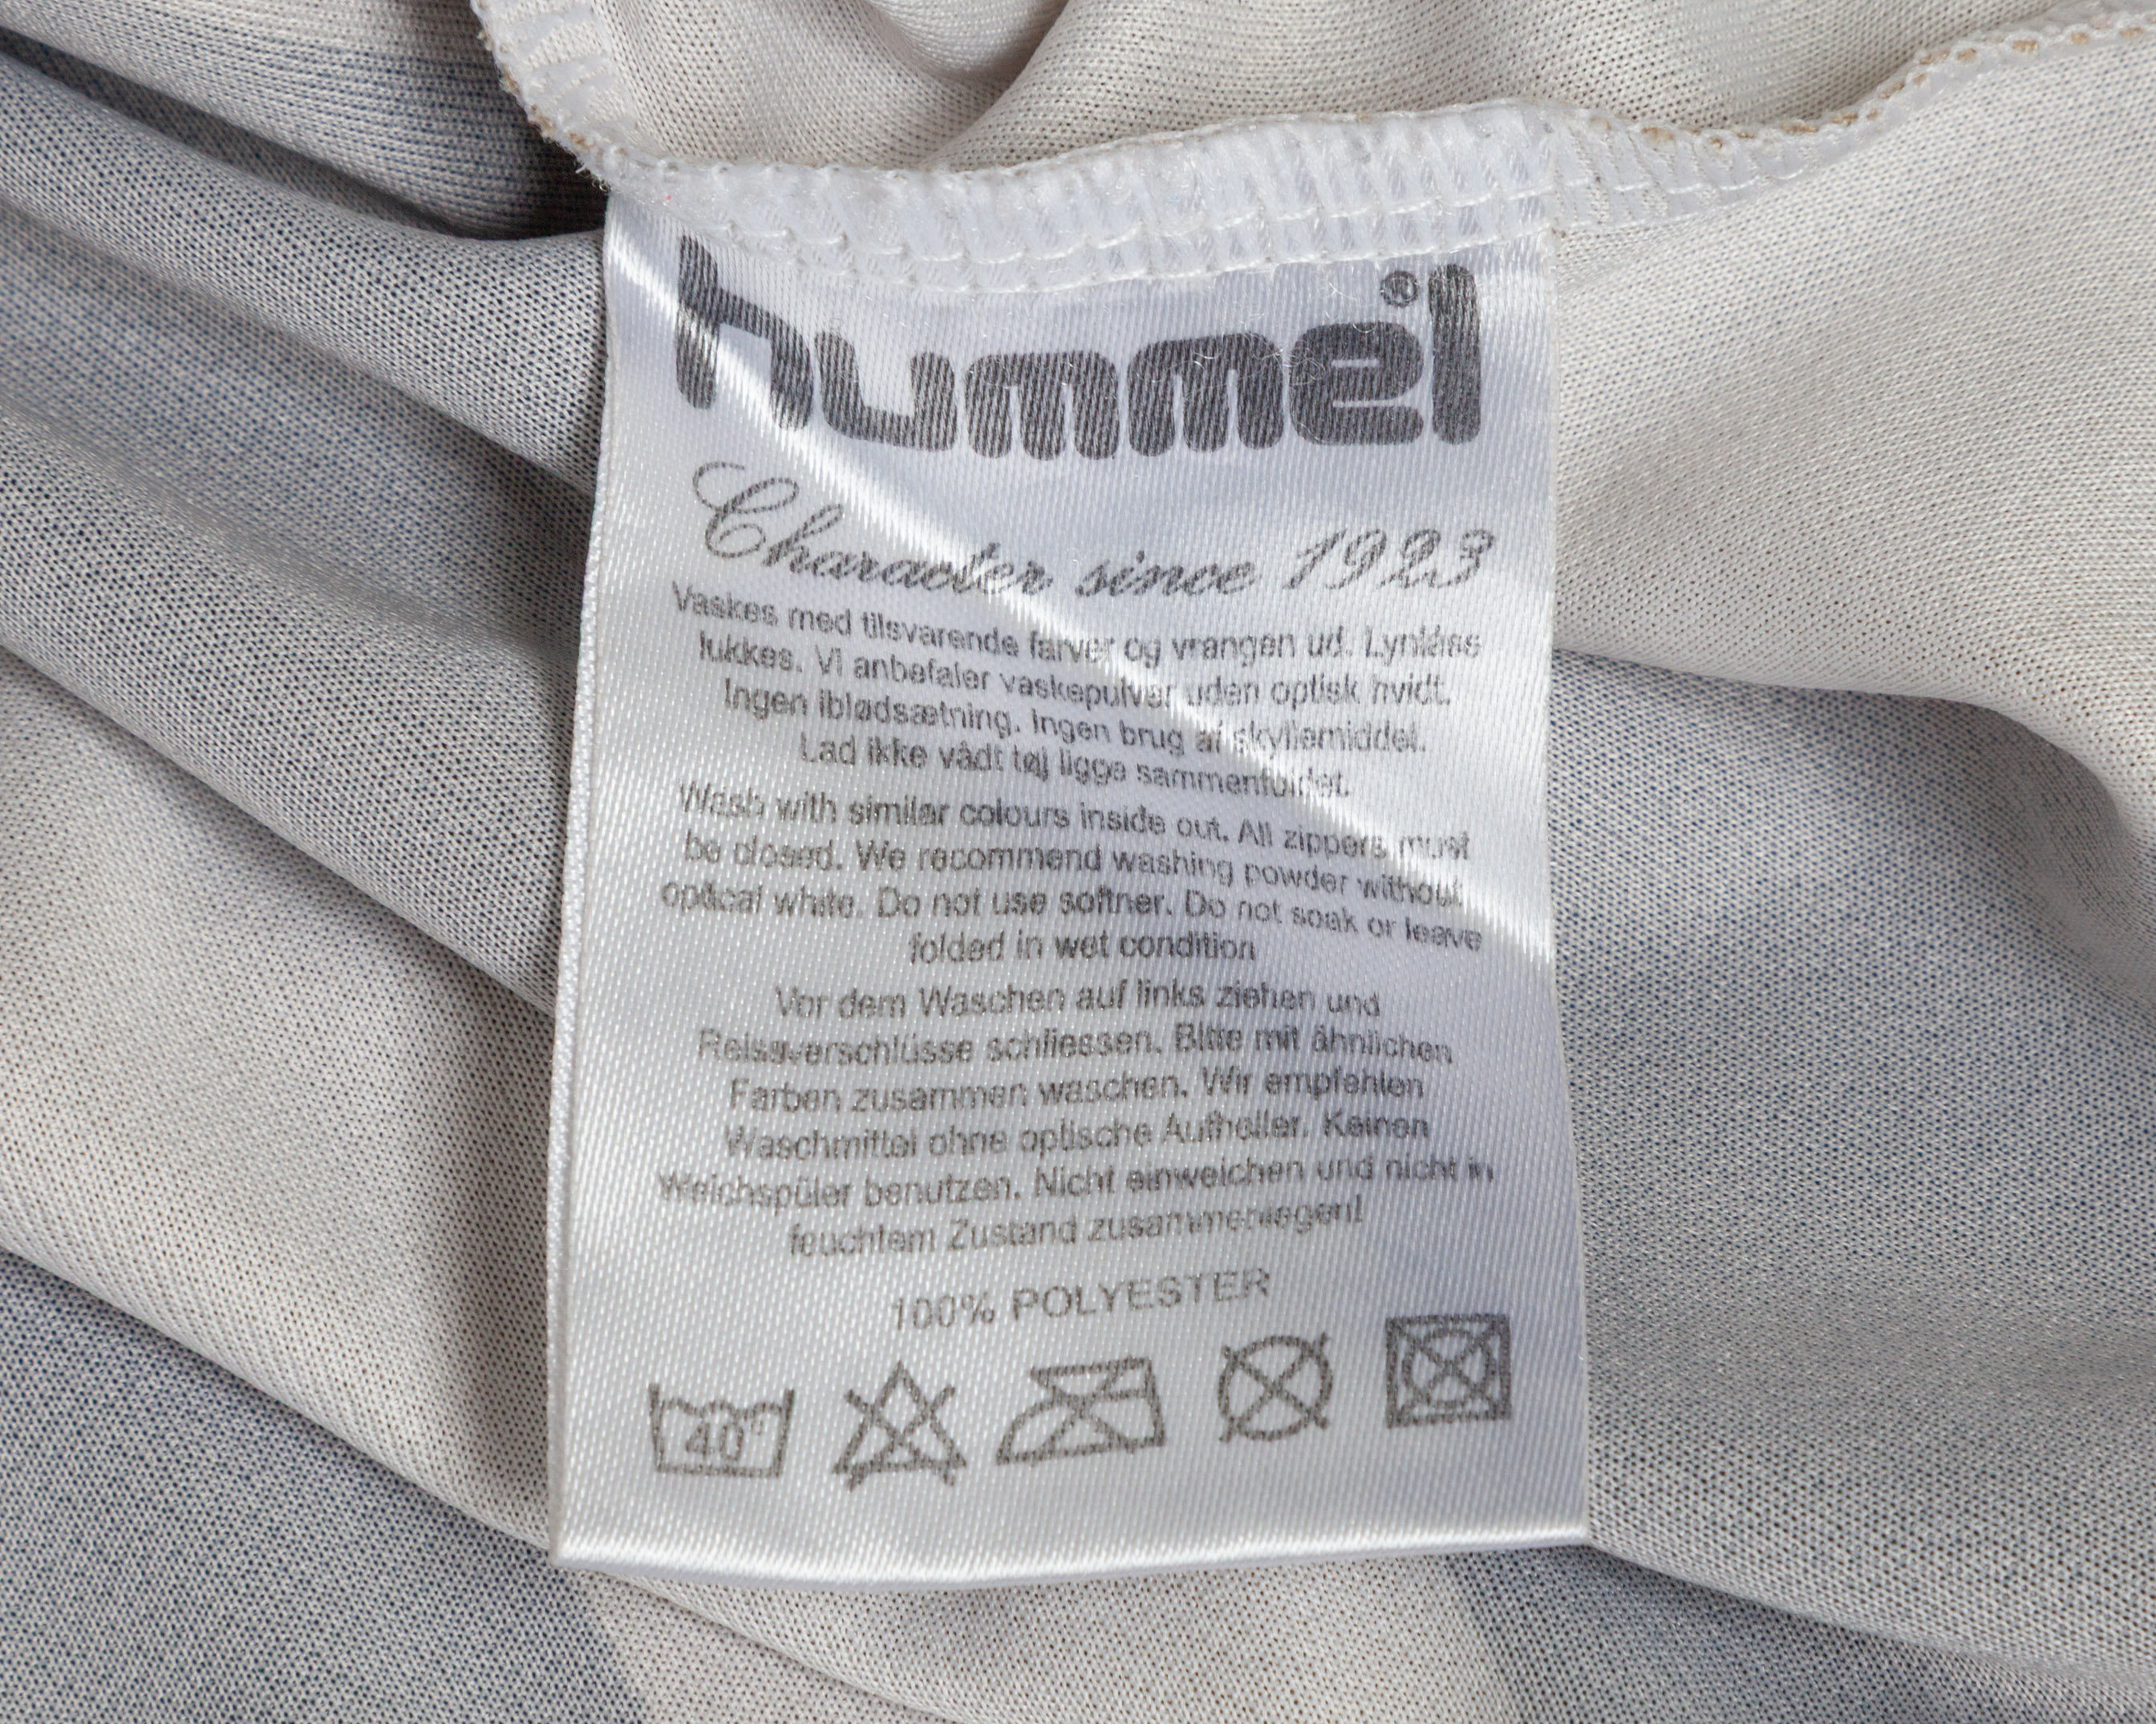 hummel®
Character since 1923
Vaskes med tilsvarende farver og vrangen ud. Lynlåse
lukkes. Vi anbefaler vaskepulver uden optisk hvidt.
Ingen iblødsætning. Ingen brug af skyllemiddel.
Lad ikke vådt tøj ligge sammenfoldet.
Wash with similar colours inside out. All zippers must
be closed. We recommend washing powder without
optical white. Do not use softner. Do not soak or leave
folded in wet condition
Vor dem Waschen auf links ziehen und
Reissverschlüsse schliessen. Bitte mit ähnlichen
Farben zusammen waschen. Wir empfehlen
Waschmittel ohne optische Aufheller. Keinen
Weichspüler benutzen. Nicht einweichen und nicht in
feuchtem Zustand zusammenlegen!
100% POLYESTER
40°